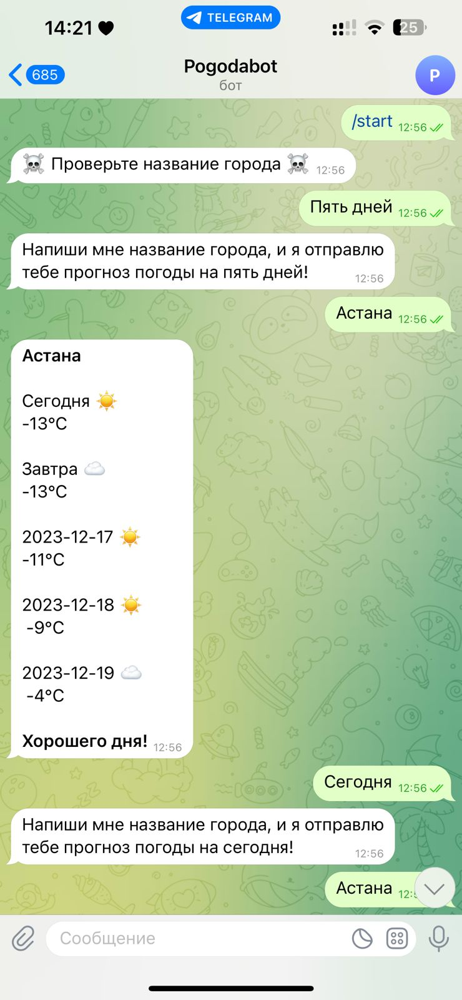 14:21
TELEGRAM
25
685
Pogodabot
бот
P
/start 12:56
☠️ Проверьте название города ☠️ 12:56
Пять дней 12:56
Напиши мне название города, и я отправлю
тебе прогноз погоды на пять дней! 12:56
Астана 12:56
Астана
Сегодня ☀️
-13°C
Завтра ☁️
-13°C
2023-12-17 ☀️
-11°C
2023-12-18 ☀️
-9°C
2023-12-19 ☁️
-4°C
Хорошего дня! 12:56
Сегодня 12:56
Напиши мне название города, и я отправлю
тебе прогноз погоды на сегодня! 12:56
Астана
Сообщение